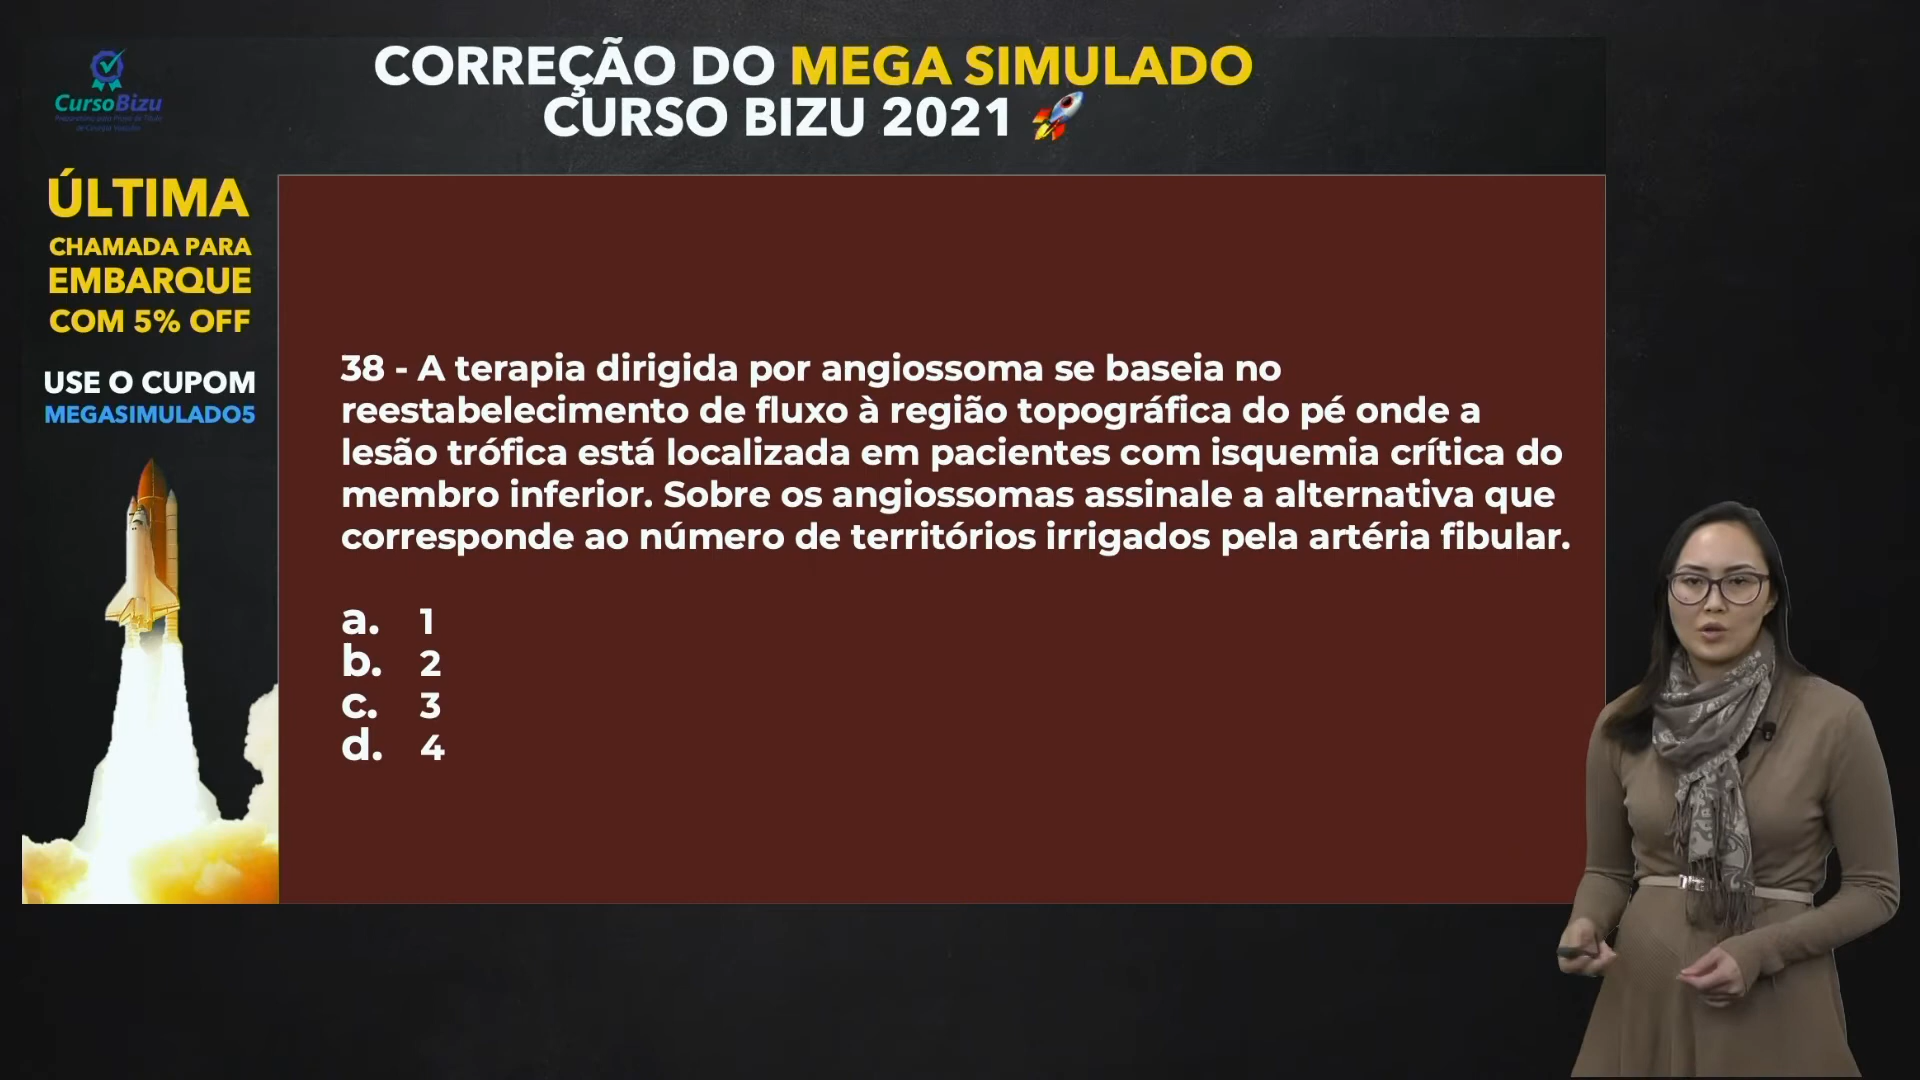 CORREÇÃO DO MEGA SIMULADO
CURSO BIZU 2021
CursoBizu
ÚLTIMA
CHAMADA PARA
EMBARQUE
COM 5% OFF
USE O CUPOM
MEGASIMULADO5
38 - A terapia dirigida por angiossoma se baseia no
reestabelecimento de fluxo à região topográfica do pé onde a
lesão trófica está localizada em pacientes com isquemia crítica do
membro inferior. Sobre os angiossomas assinale a alternativa que
corresponde ao número de territórios irrigados pela artéria fibular.
a. 1
b. 2
c. 3
d. 4